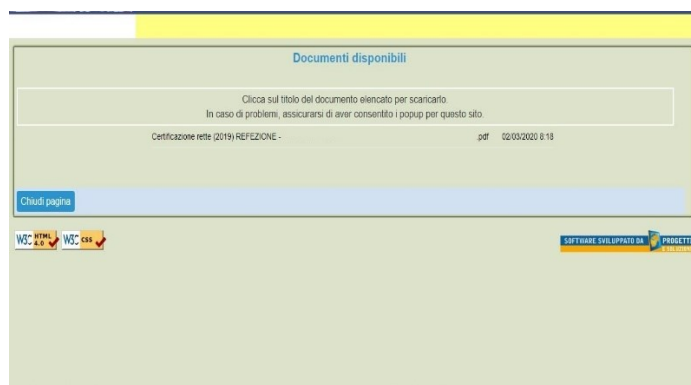 Documenti disponibili
Clicca sul titolo del documento elencato per scaricarlo.
In caso di problemi, assicurarsi di aver consentito i popup per questo sito.
Certificazione rette (2019) REFEZIONE - .pdf 02/03/2020 8:18
Chiudi pagina
W3C HTML 4.0 W3C css
SOFTWARE SVILUPPATO DA PROGETTI